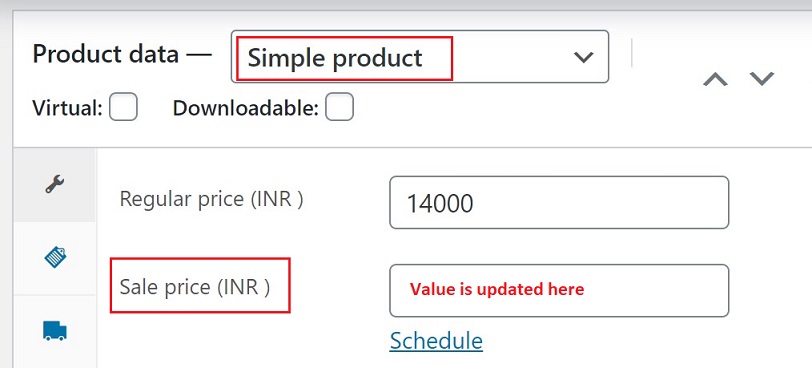 Product data — Simple product
Virtual: Downloadable:
Regular price (INR ) 14000
Sale price (INR ) Value is updated here
Schedule